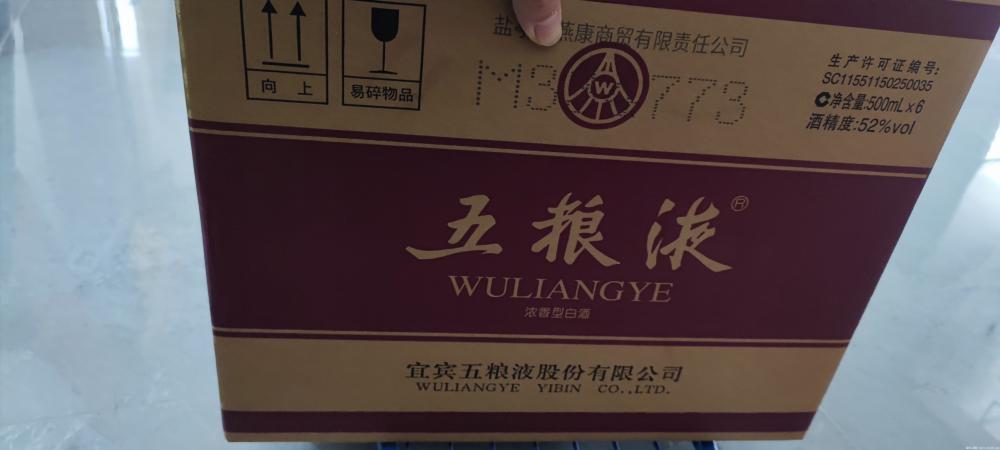 燕康商贸有限责任公司
M3 W 773
向 上
易碎物品
生产许可证编号:
SC11551150250035
C净含量:500mL×6
酒精度:52%vol
五粮液®
WULIANGYE
浓香型白酒
宜宾五粮液股份有限公司
WULIANGYE YIBIN CO.,LTD.